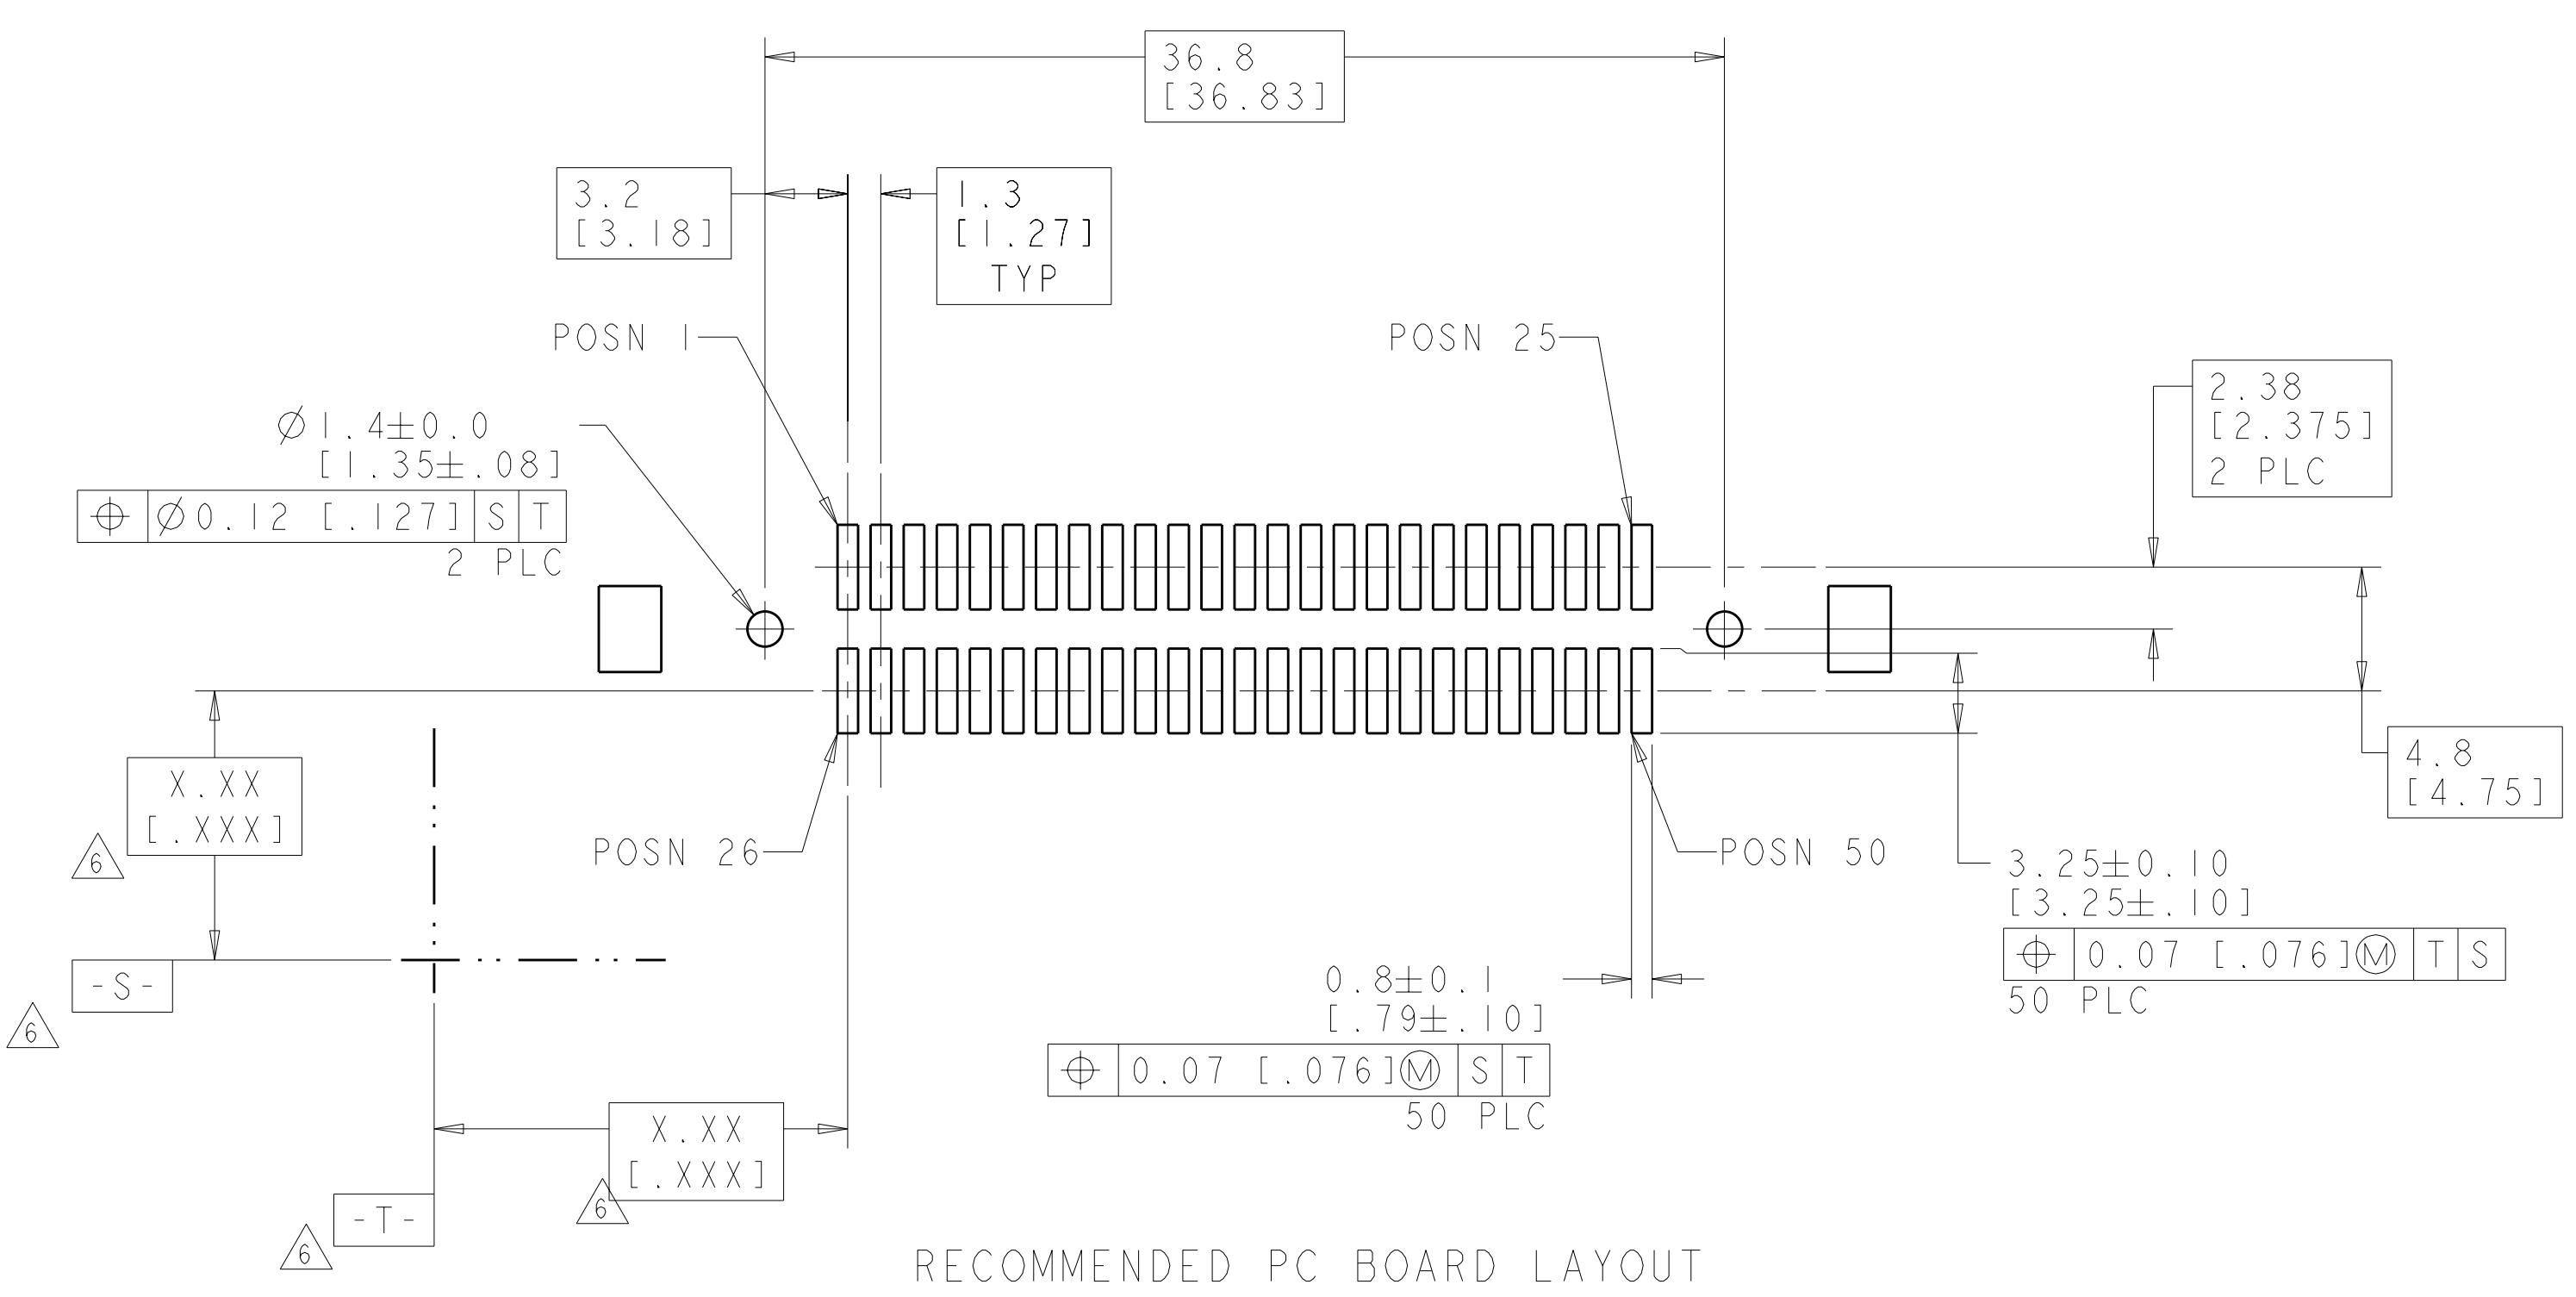 36.8
[36.83]
3.2
[3.18]
1.3
[1.27]
TYP
POSN 1
POSN 25
2.38
[2.375]
2 PLC
Ø1.4±0.0
[1.35±.08]
⌖ Ø0.12 [.127] S T
2 PLC
4.8
[4.75]
X.XX
[.XXX]
6
POSN 26
POSN 50
3.25±0.10
[3.25±.10]
⌖ 0.07 [.076]Ⓜ T S
50 PLC
-S-
6
0.8±0.1
[.79±.10]
⌖ 0.07 [.076]Ⓜ S T
50 PLC
X.XX
[.XXX]
6
-T-
6
RECOMMENDED PC BOARD LAYOUT